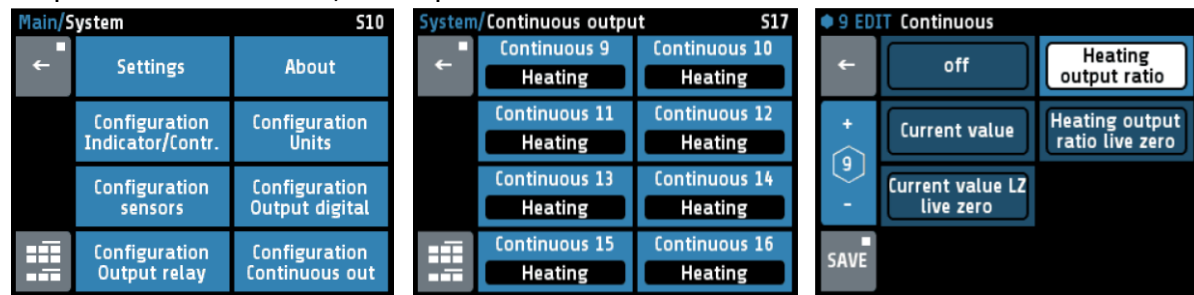 Main/System S10
←
Settings
About
Configuration
Indicator/Contr.
Configuration
Units
Configuration
sensors
Configuration
Output digital
Configuration
Output relay
Configuration
Continuous out
System/Continuous output S17
←
Continuous 9
Heating
Continuous 10
Heating
Continuous 11
Heating
Continuous 12
Heating
Continuous 13
Heating
Continuous 14
Heating
Continuous 15
Heating
Continuous 16
Heating
9 EDIT Continuous
←
off
Heating
output ratio
+
9
-
Current value
Heating output
ratio live zero
Current value LZ
live zero
SAVE